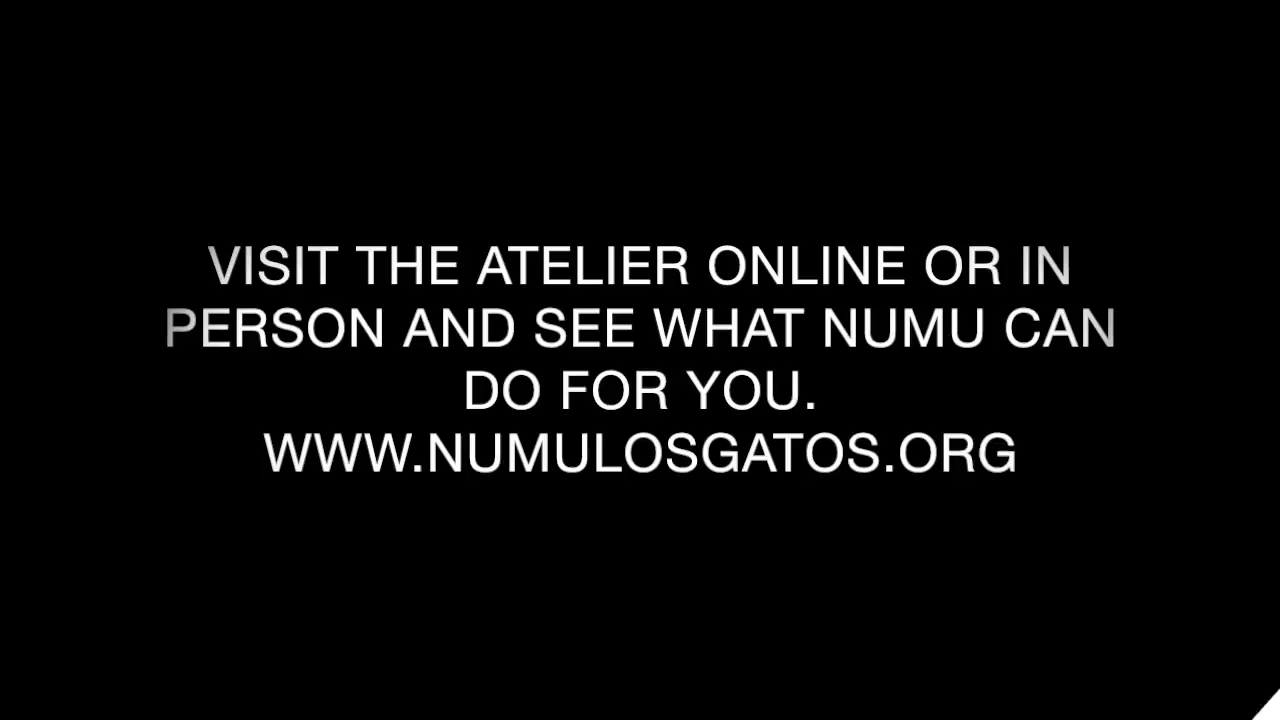 VISIT THE ATELIER ONLINE OR IN
PERSON AND SEE WHAT NUMU CAN
DO FOR YOU.
WWW.NUMULOSGATOS.ORG